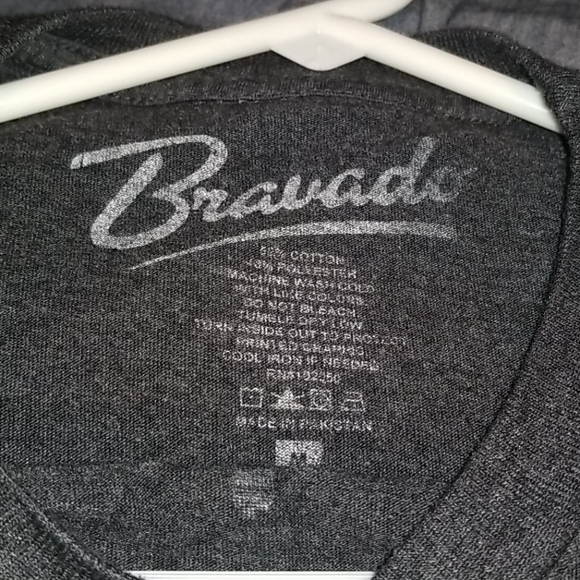 Bravado
% COTTON
% POLYESTER
MACHINE WASH COLD
WITH LIKE COLORS
DO NOT BLEACH
TUMBLE DRY LOW
TURN INSIDE OUT TO PROTECT
PRINTED GRAPHIC
COOL IRON IF NEEDED
MADE IN PAKISTAN
M